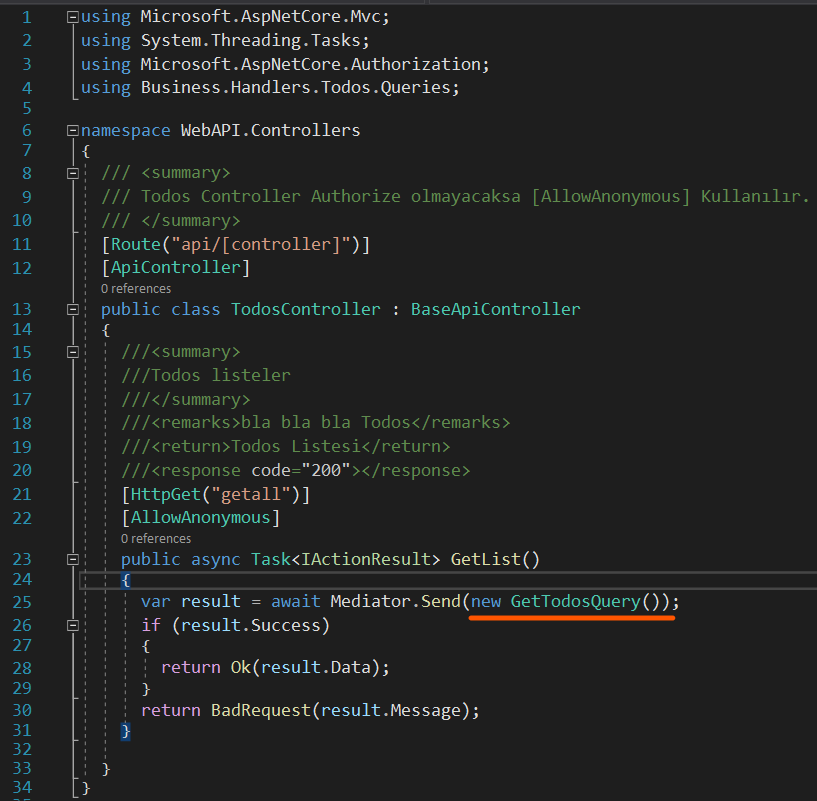 1 using Microsoft.AspNetCore.Mvc;
2 using System.Threading.Tasks;
3 using Microsoft.AspNetCore.Authorization;
4 using Business.Handlers.Todos.Queries;
5
6 namespace WebAPI.Controllers
7 {
8 /// <summary>
9 /// Todos Controller Authorize olmayacaksa [AllowAnonymous] Kullanılır.
10 /// </summary>
11 [Route("api/[controller]")]
12 [ApiController]
0 references
13 public class TodosController : BaseApiController
14 {
15 ///<summary>
16 ///Todos listeler
17 ///</summary>
18 ///<remarks>bla bla bla Todos</remarks>
19 ///<return>Todos Listesi</return>
20 ///<response code="200"></response>
21 [HttpGet("getall")]
22 [AllowAnonymous]
0 references
23 public async Task<IActionResult> GetList()
24 {
25 var result = await Mediator.Send(new GetTodosQuery());
26 if (result.Success)
27 {
28 return Ok(result.Data);
29 }
30 return BadRequest(result.Message);
31 }
32
33 }
34 }